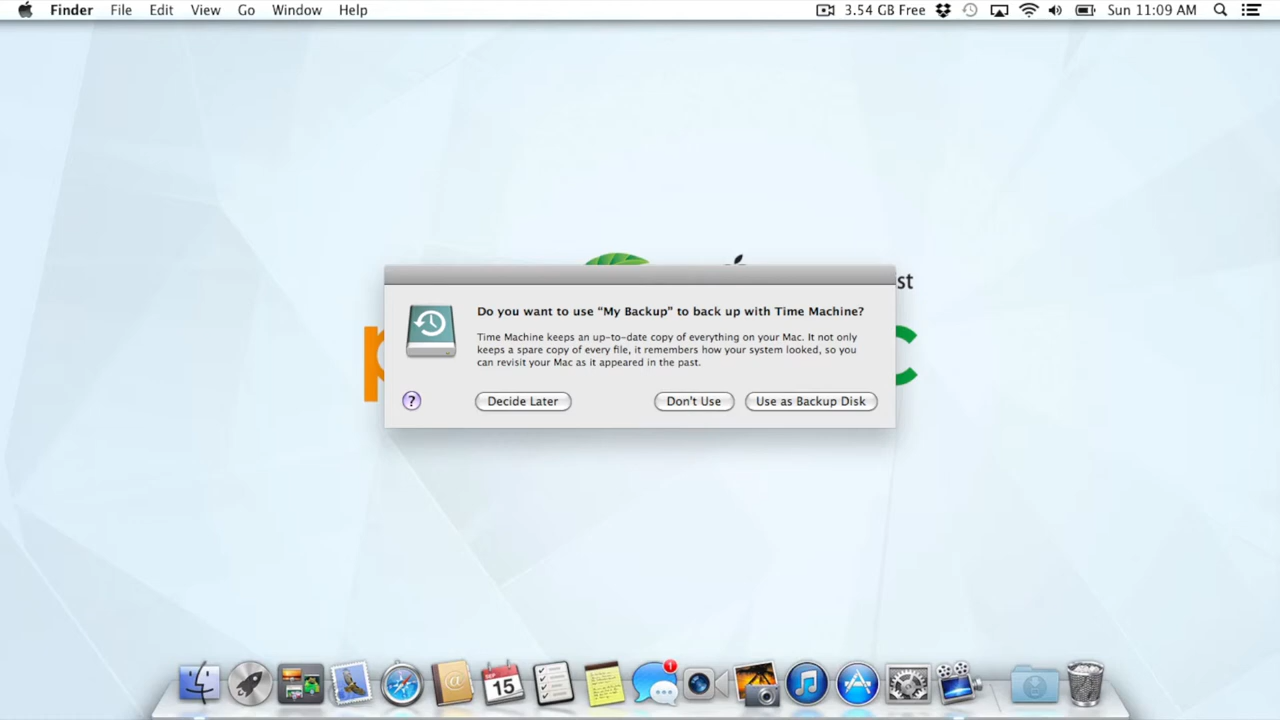 Finder File Edit View Go Window Help 3.54 GB Free Sun 11:09 AM
st
Do you want to use “My Backup” to back up with Time Machine?
Time Machine keeps an up-to-date copy of everything on your Mac. It not only
keeps a spare copy of every file, it remembers how your system looked, so you
can revisit your Mac as it appeared in the past.
p c
? Decide Later Don't Use Use as Backup Disk
15 @ 1